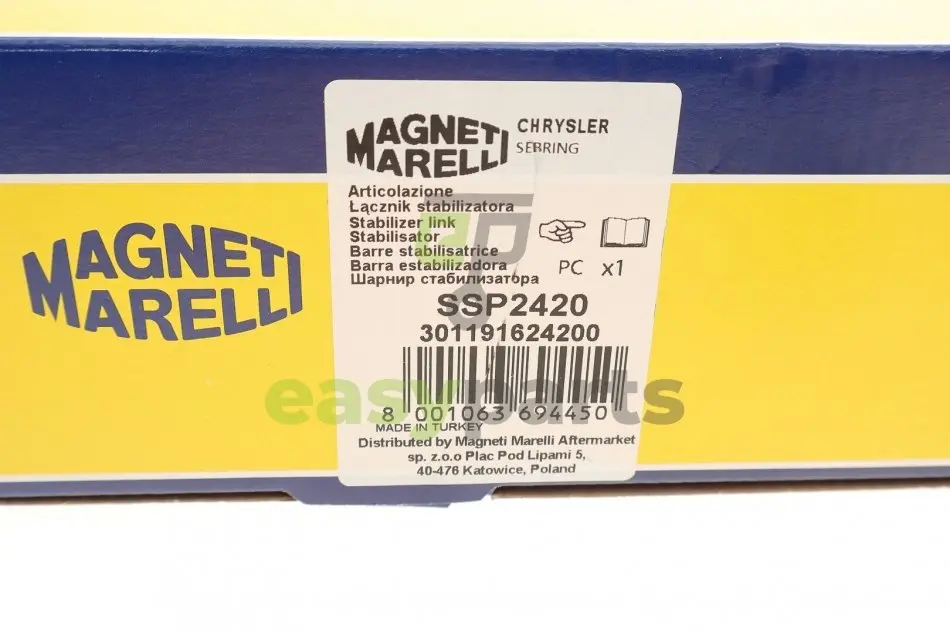 MAGNETI
MARELLI
MAGNETI
MARELLI
CHRYSLER
SEBRING
Articolazione
Łącznik stabilizatora
Stabilizer link
Stabilisator
Barre stabilisatrice
Barra estabilizadora
Шарнир стабилизатора
PC x1
SSP2420
301191624200
8 001063 694450
MADE IN TURKEY
Distributed by Magneti Marelli Aftermarket
sp. z.o.o Plac Pod Lipami 5,
40-476 Katowice, Poland
easyparts